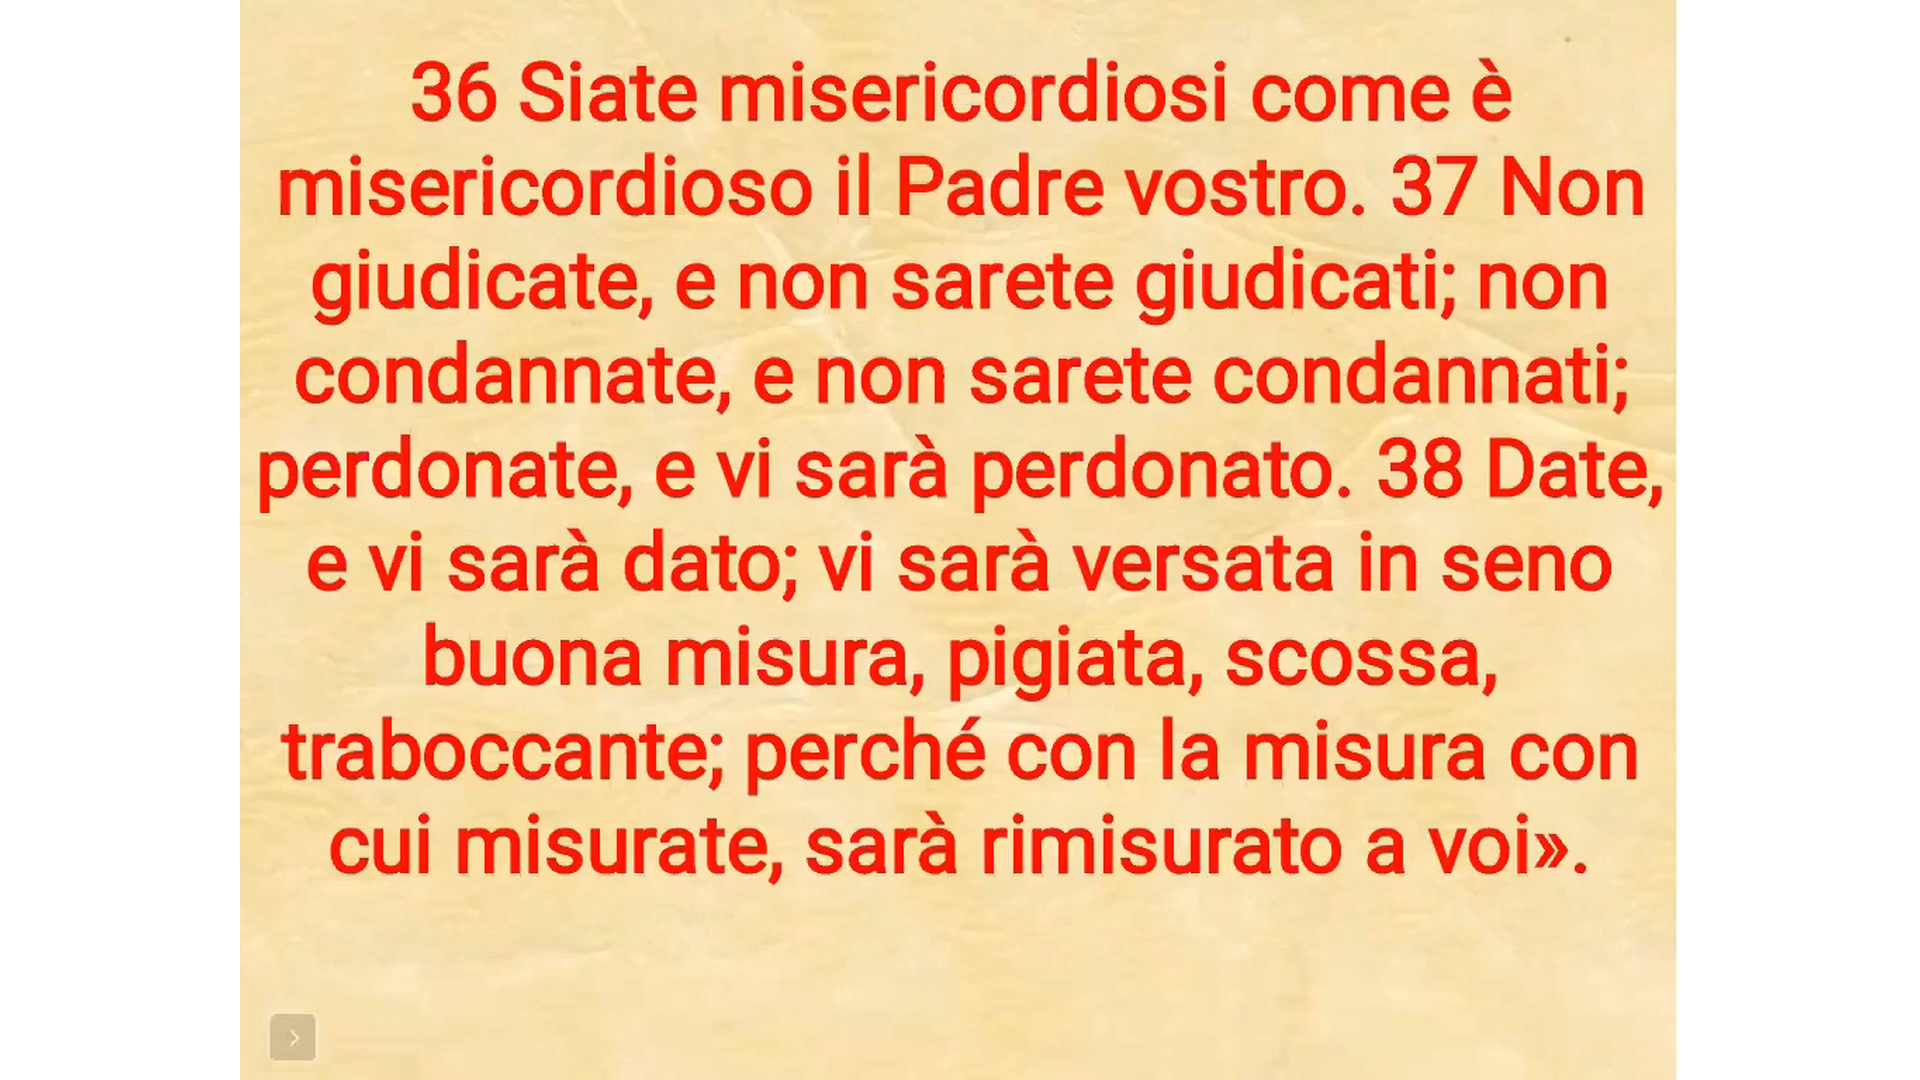 36 Siate misericordiosi come è
misericordioso il Padre vostro. 37 Non
giudicate, e non sarete giudicati; non
condannate, e non sarete condannati;
perdonate, e vi sarà perdonato. 38 Date,
e vi sarà dato; vi sarà versata in seno
buona misura, pigiata, scossa,
traboccante; perché con la misura con
cui misurate, sarà rimisurato a voi».